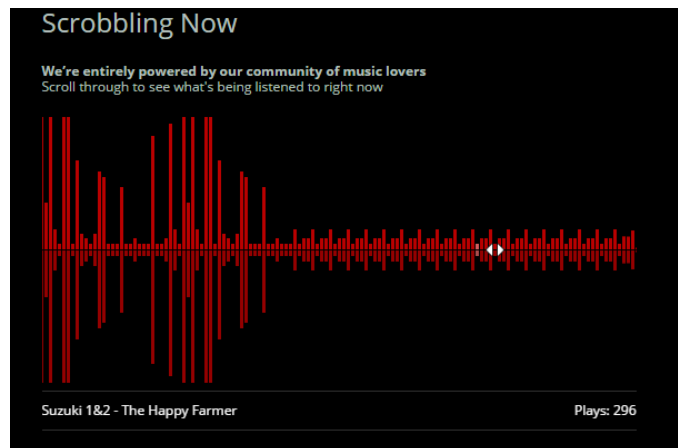 Scrobbling Now
We're entirely powered by our community of music lovers
Scroll through to see what's being listened to right now
Suzuki 1&2 - The Happy Farmer
Plays: 296